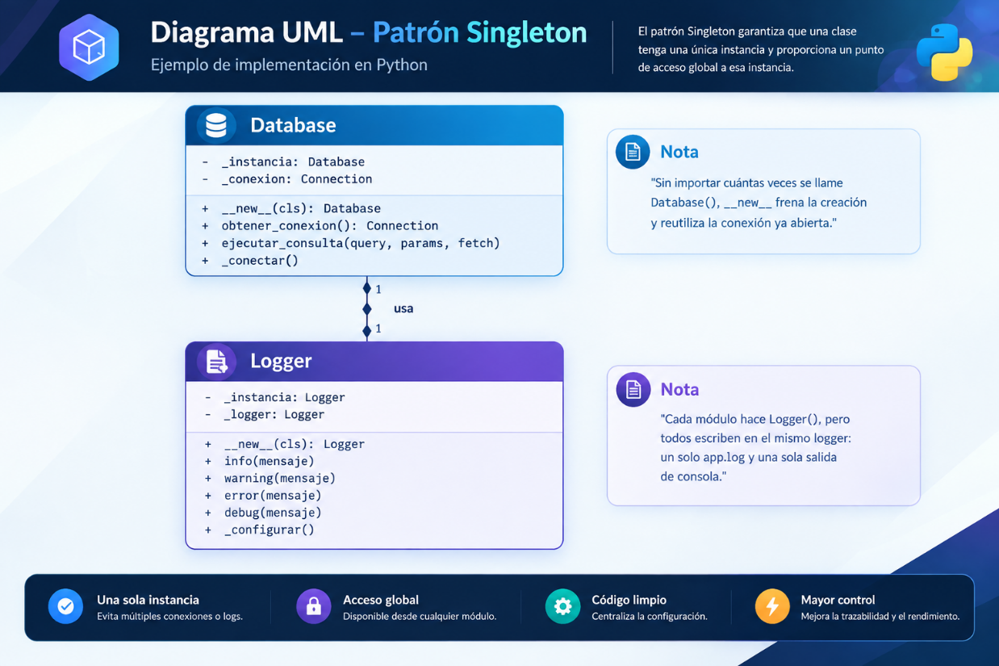 Diagrama UML – Patrón Singleton
Ejemplo de implementación en Python
El patrón Singleton garantiza que una clase
tenga una única instancia y proporciona un punto
de acceso global a esa instancia.
Database
- _instancia: Database
- _conexion: Connection
+ __new__(cls): Database
+ obtener_conexion(): Connection
+ ejecutar_consulta(query, params, fetch)
+ _conectar()
Nota
"Sin importar cuántas veces se llame
Database(), __new__ frena la creación
y reutiliza la conexión ya abierta."
1
usa
1
Logger
- _instancia: Logger
- _logger: Logger
+ __new__(cls): Logger
+ info(mensaje)
+ warning(mensaje)
+ error(mensaje)
+ debug(mensaje)
+ _configurar()
Nota
"Cada módulo hace Logger(), pero
todos escriben en el mismo logger:
un solo app.log y una sola salida
de consola."
Una sola instancia
Evita múltiples conexiones o logs.
Acceso global
Disponible desde cualquier módulo.
Código limpio
Centraliza la configuración.
Mayor control
Mejora la trazabilidad y el rendimiento.